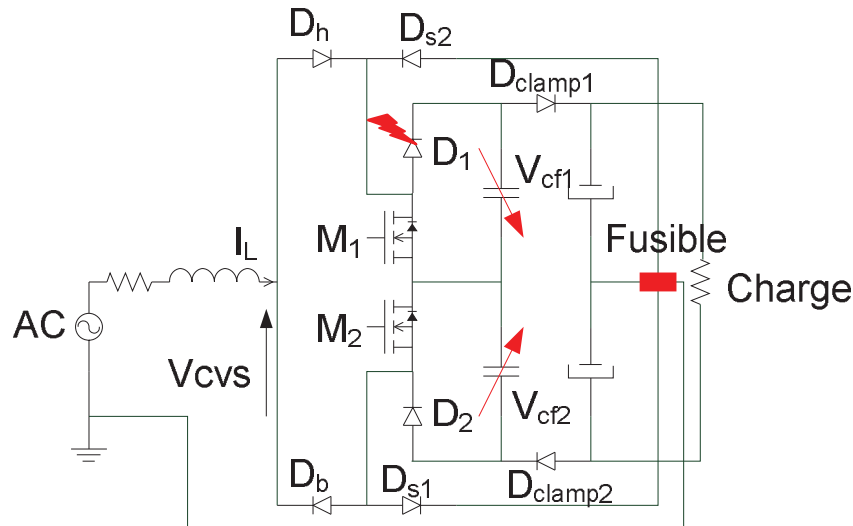 Dh
Ds2
Dclamp1
D1
Vcf1
M1
Fusible
IL
Charge
AC
M2
Vcvs
D2
Vcf2
Db
Ds1
Dclamp2